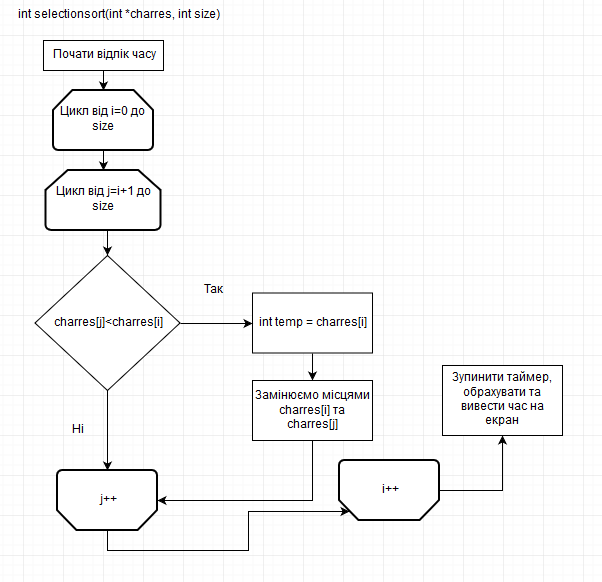 int selectionsort(int *charres, int size)
Почати відлік часу
Цикл від i=0 до
size
Цикл від j=i+1 до
size
charres[j]<charres[i]
Так
int temp = charres[i]
Замінюємо місцями
charres[i] та
charres[j]
Зупинити таймер,
обрахувати та
вивести час на
екран
Ні
j++
i++